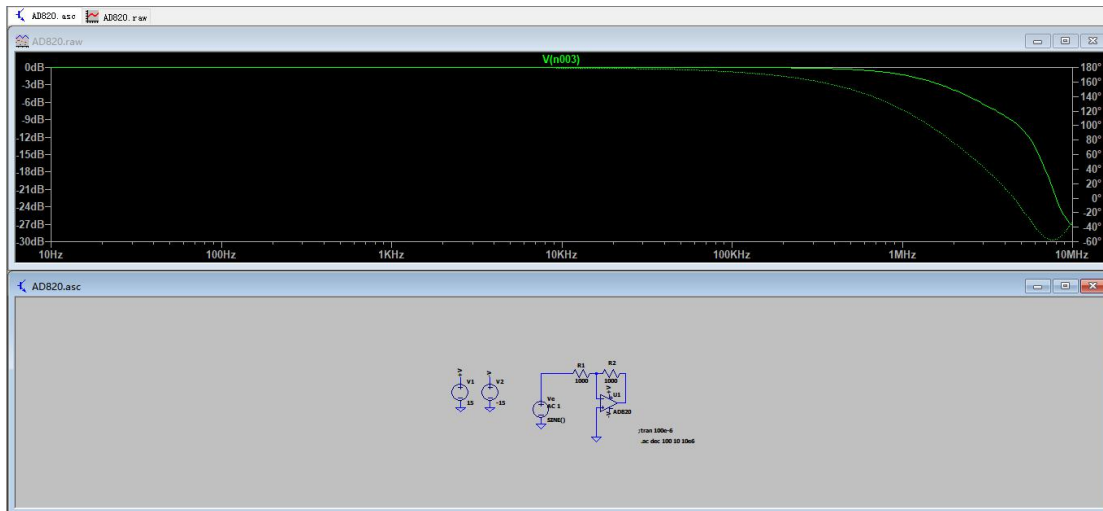 AD820.asc AD820.raw
AD820.raw
V(n003)
0dB
-3dB
-6dB
-9dB
-12dB
-15dB
-18dB
-21dB
-24dB
-27dB
-30dB
180°
160°
140°
120°
100°
80°
60°
40°
20°
0°
-20°
-40°
-60°
10Hz 100Hz 1KHz 10KHz 100KHz 1MHz 10MHz
AD820.asc
R1 R2
1000 1000
+V -V
V1 V2
15 -15
Vc
AC 1
SINE()
+V
U1
AD820
-V
;tran 100e-6
.ac dec 100 10 10e6